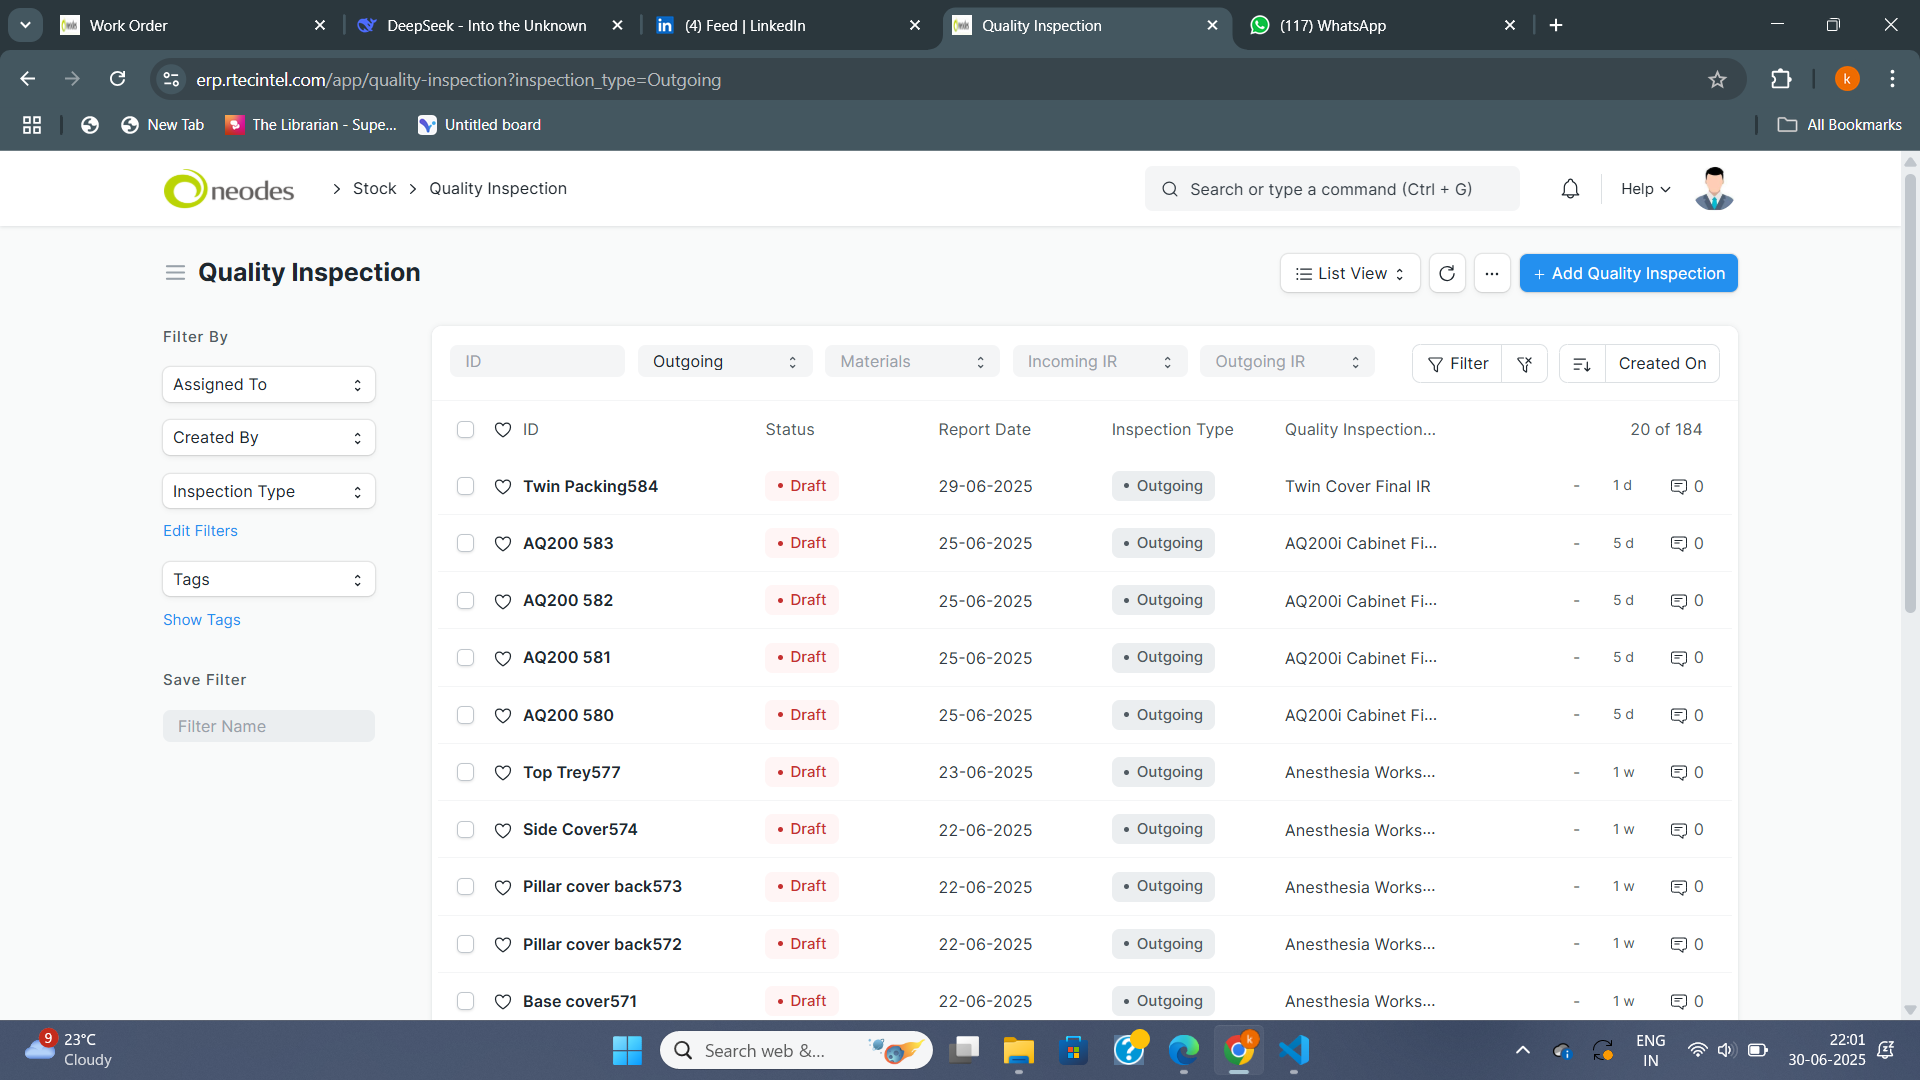 Work Order
DeepSeek - Into the Unknown
(4) Feed | LinkedIn
Quality Inspection
(117) WhatsApp
erp.rtecintel.com/app/quality-inspection?inspection_type=Outgoing
k
New Tab
The Librarian - Supe...
Untitled board
All Bookmarks
neodes
Stock
Quality Inspection
Search or type a command (Ctrl + G)
Help
Quality Inspection
List View
+ Add Quality Inspection
Filter By
Assigned To
Created By
Inspection Type
Edit Filters
Tags
Show Tags
Save Filter
Filter Name
ID
Outgoing
Materials
Incoming IR
Outgoing IR
Filter
Created On
ID Status Report Date Inspection Type Quality Inspection... 20 of 184
Twin Packing584 • Draft 29-06-2025 • Outgoing Twin Cover Final IR - 1 d 0
AQ200 583 • Draft 25-06-2025 • Outgoing AQ200i Cabinet Fi... - 5 d 0
AQ200 582 • Draft 25-06-2025 • Outgoing AQ200i Cabinet Fi... - 5 d 0
AQ200 581 • Draft 25-06-2025 • Outgoing AQ200i Cabinet Fi... - 5 d 0
AQ200 580 • Draft 25-06-2025 • Outgoing AQ200i Cabinet Fi... - 5 d 0
Top Trey577 • Draft 23-06-2025 • Outgoing Anesthesia Works... - 1 w 0
Side Cover574 • Draft 22-06-2025 • Outgoing Anesthesia Works... - 1 w 0
Pillar cover back573 • Draft 22-06-2025 • Outgoing Anesthesia Works... - 1 w 0
Pillar cover back572 • Draft 22-06-2025 • Outgoing Anesthesia Works... - 1 w 0
Base cover571 • Draft 22-06-2025 • Outgoing Anesthesia Works... - 1 w 0
9
23°C
Cloudy
Search web &...
k
ENG
IN
22:01
30-06-2025